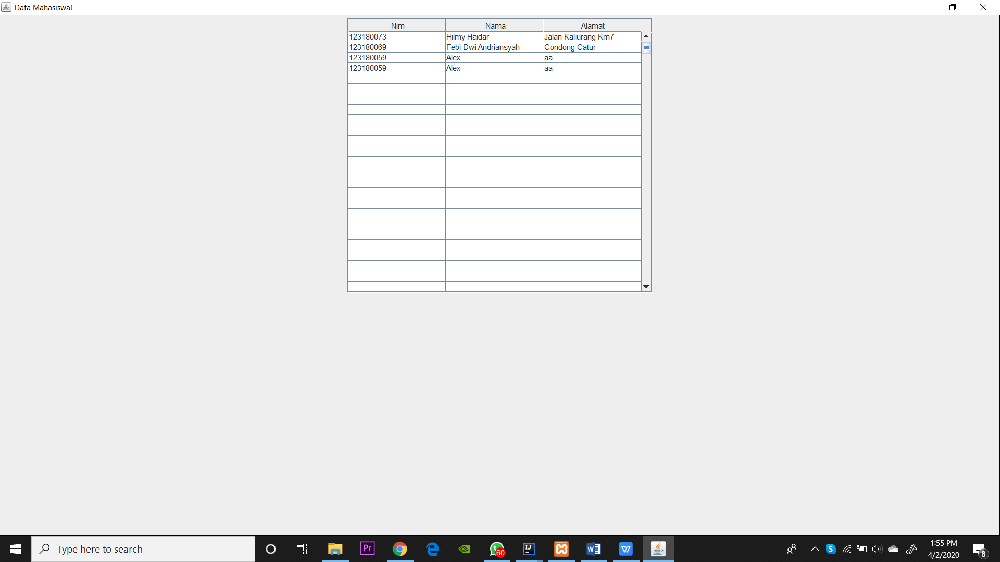 Data Mahasiswa!
Nim Nama Alamat
123180073 Hilmy Haidar Jalan Kaliurang Km7
123180069 Febi Dwi Andriansyah Condong Catur
123180059 Alex aa
123180059 Alex aa
Type here to search
Pr
60
IJ
W
W
S
1:55 PM
4/2/2020
8